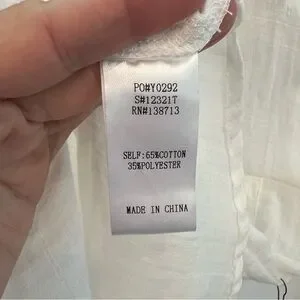 PO#Y0292
S#12321T
RN#138713
SELF:65%COTTON
35%POLYESTER
MADE IN CHINA